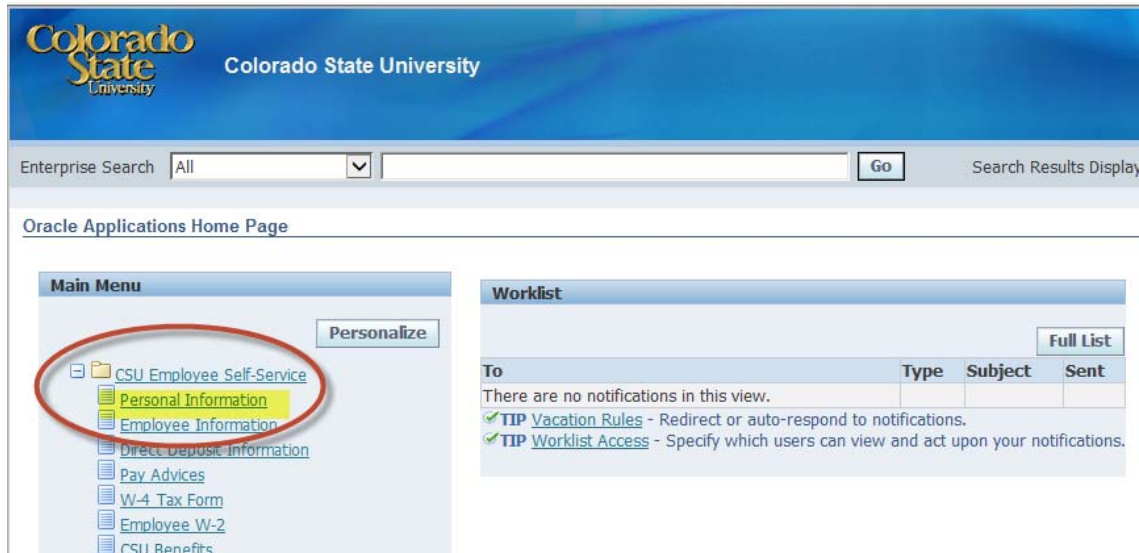 Colorado
State
University
Colorado State University
Enterprise Search All Go Search Results Display
Oracle Applications Home Page
Main Menu
Personalize
CSU Employee Self-Service
Personal Information
Employee Information
Direct Deposit Information
Pay Advices
W-4 Tax Form
Employee W-2
CSU Benefits
Worklist
Full List
To Type Subject Sent
There are no notifications in this view.
TIP Vacation Rules - Redirect or auto-respond to notifications.
TIP Worklist Access - Specify which users can view and act upon your notifications.